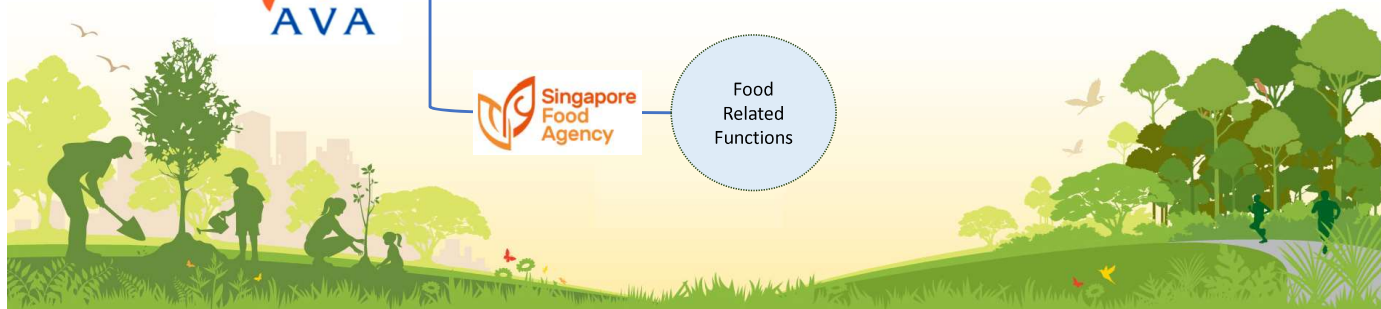 AVA
Singapore
Food
Agency
Food
Related
Functions